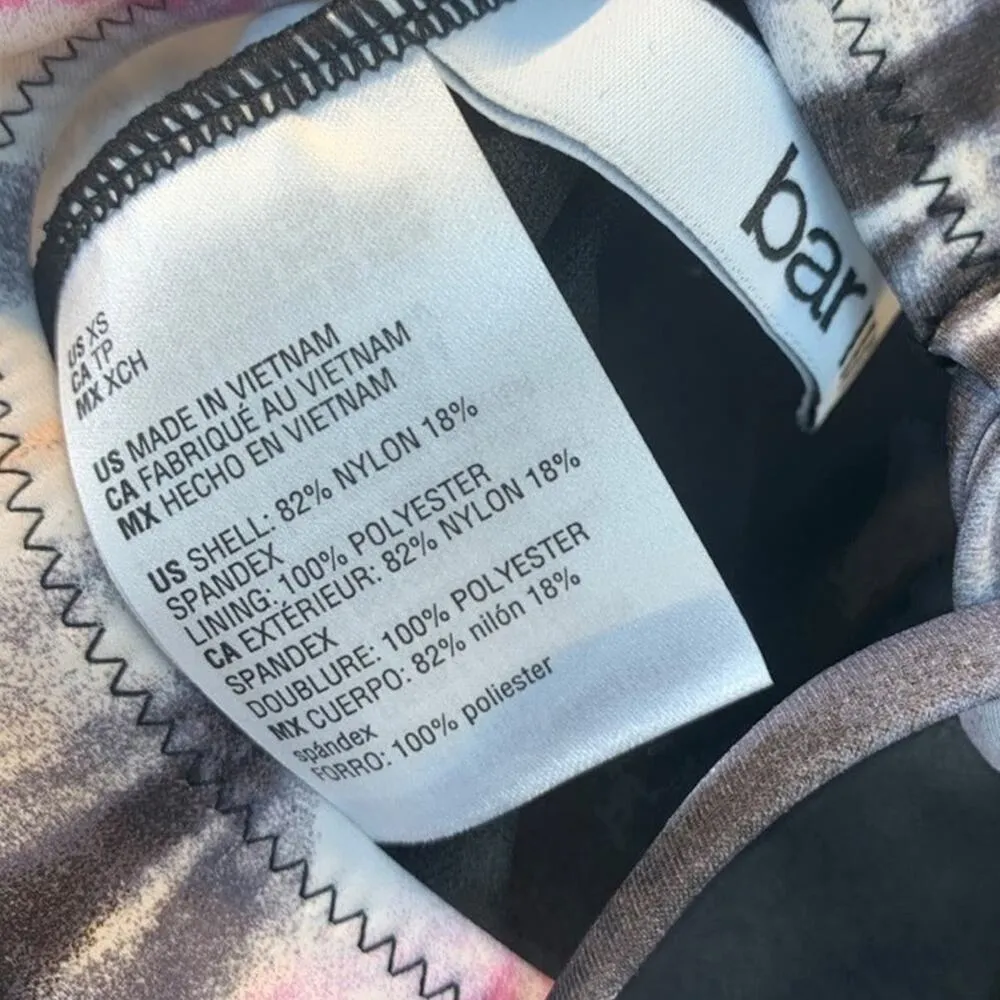 bar
US XS
CA TP
MX XCH
US MADE IN VIETNAM
CA FABRIQUÉ AU VIETNAM
MX HECHO EN VIETNAM
US SHELL: 82% NYLON 18%
SPANDEX
LINING: 100% POLYESTER
CA EXTÉRIEUR: 82% NYLON 18%
SPANDEX
DOUBLURE: 100% POLYESTER
MX CUERPO: 82% nilón 18%
spándex
FORRO: 100% poliester